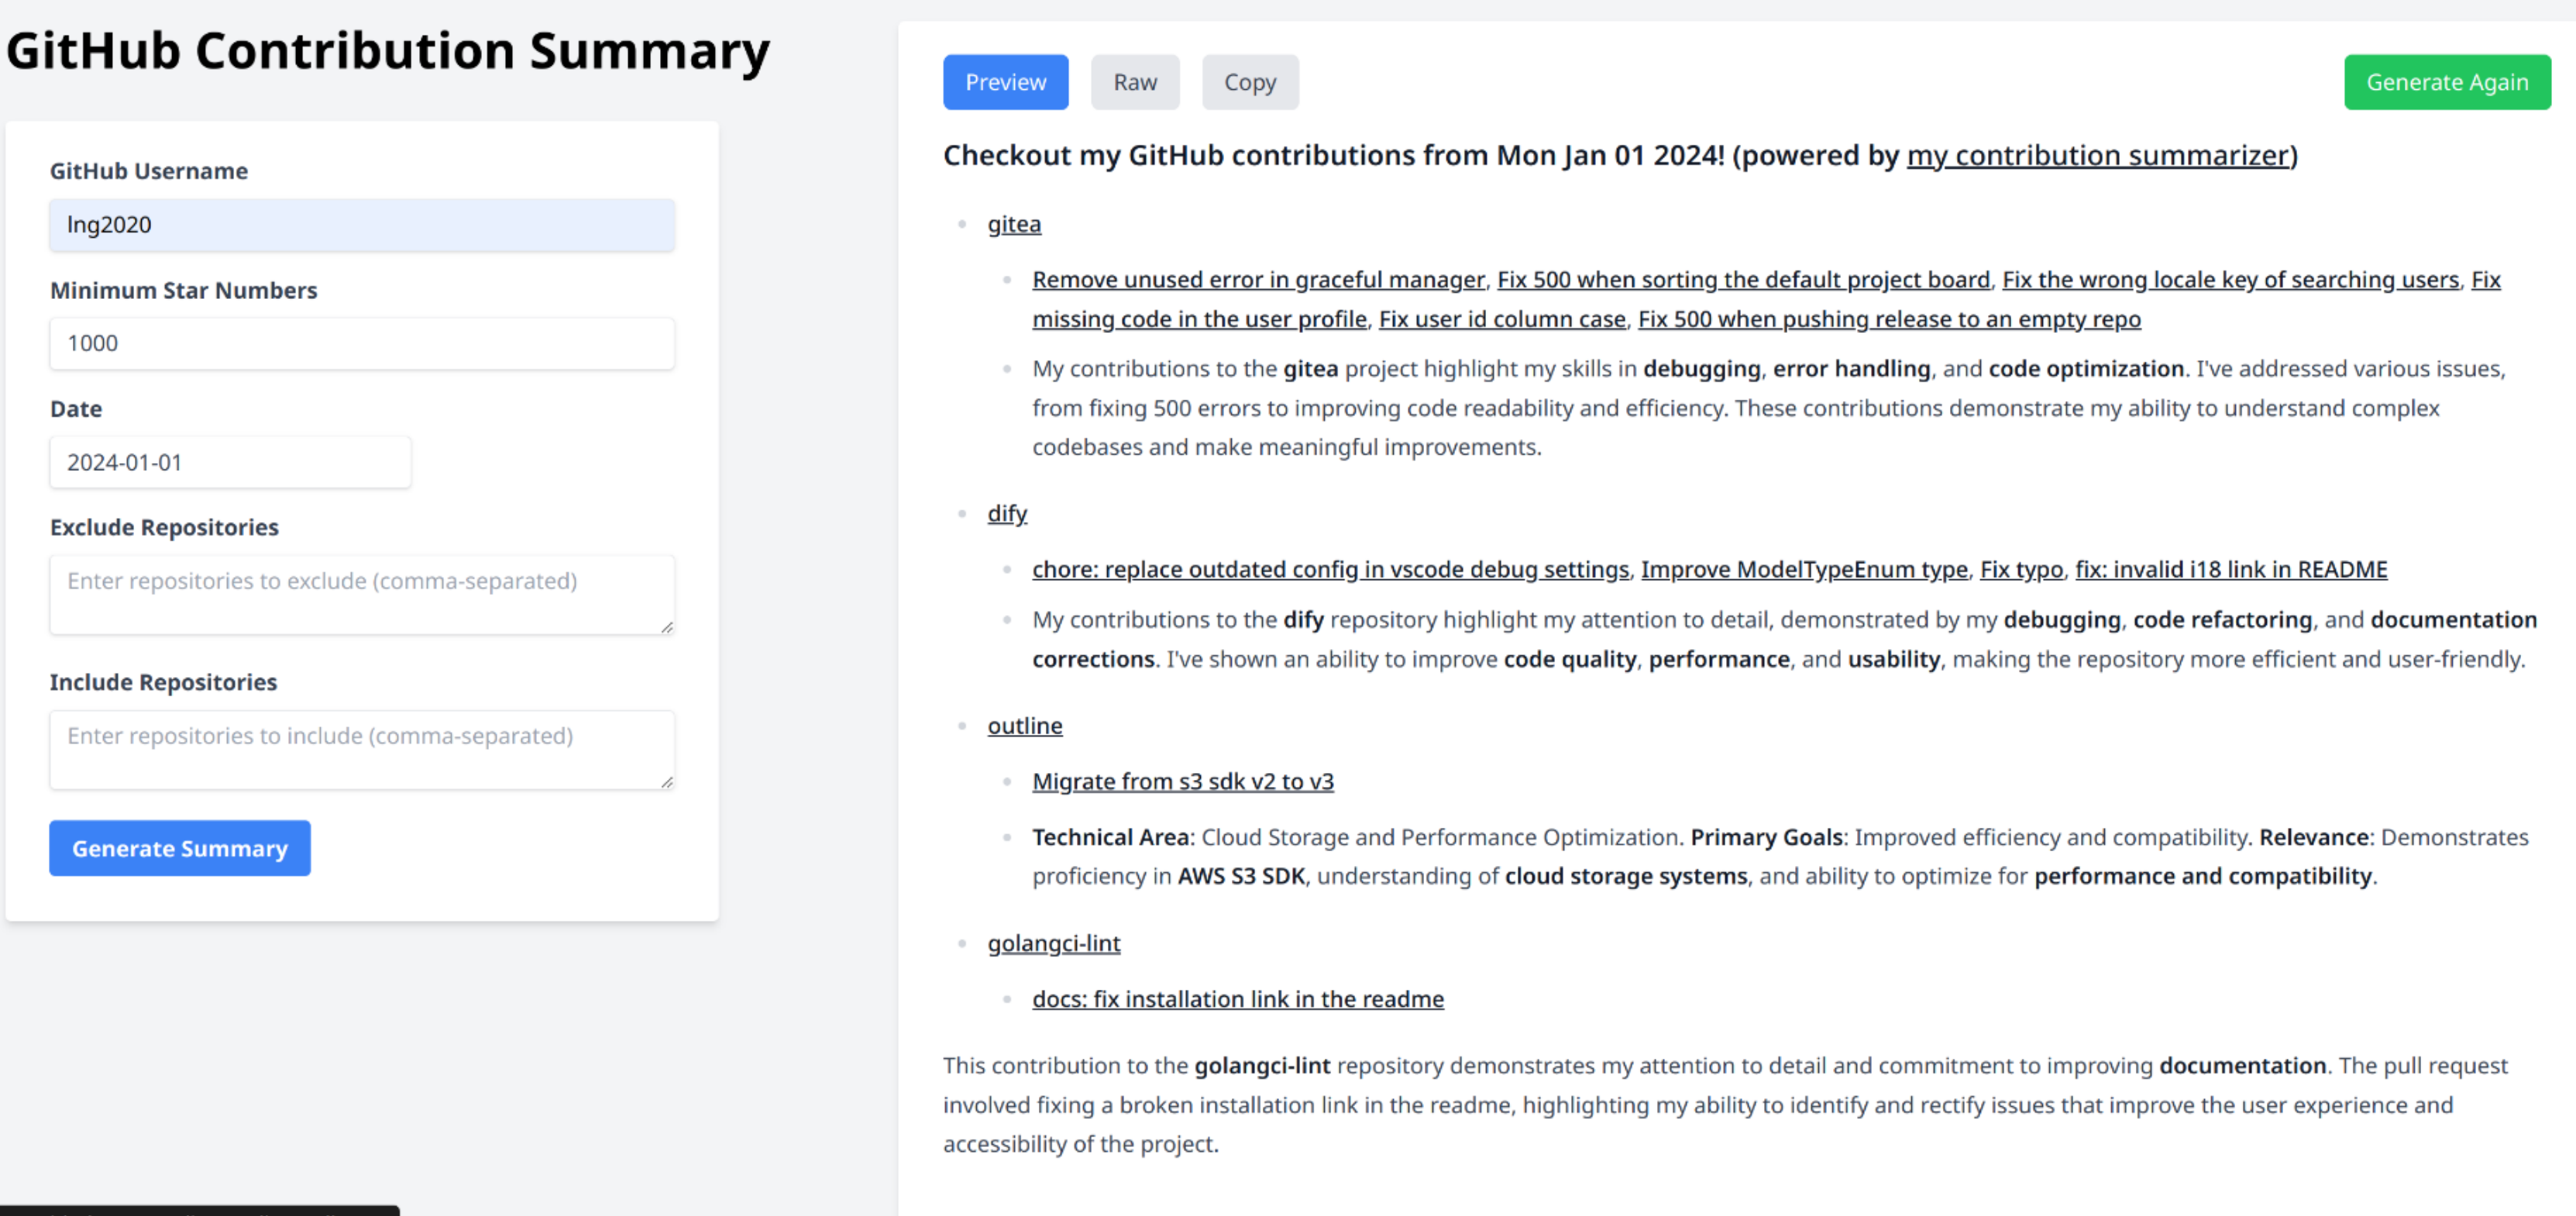 GitHub Contribution Summary
GitHub Username
lng2020
Minimum Star Numbers
1000
Date
2024-01-01
Exclude Repositories
Enter repositories to exclude (comma-separated)
Include Repositories
Enter repositories to include (comma-separated)
Generate Summary
Preview Raw Copy Generate Again
Checkout my GitHub contributions from Mon Jan 01 2024! (powered by my contribution summarizer)
gitea
Remove unused error in graceful manager, Fix 500 when sorting the default project board, Fix the wrong locale key of searching users, Fix
missing code in the user profile, Fix user id column case, Fix 500 when pushing release to an empty repo
My contributions to the gitea project highlight my skills in debugging, error handling, and code optimization. I've addressed various issues,
from fixing 500 errors to improving code readability and efficiency. These contributions demonstrate my ability to understand complex
codebases and make meaningful improvements.
dify
chore: replace outdated config in vscode debug settings, Improve ModelTypeEnum type, Fix typo, fix: invalid i18 link in README
My contributions to the dify repository highlight my attention to detail, demonstrated by my debugging, code refactoring, and documentation
corrections. I've shown an ability to improve code quality, performance, and usability, making the repository more efficient and user-friendly.
outline
Migrate from s3 sdk v2 to v3
Technical Area: Cloud Storage and Performance Optimization. Primary Goals: Improved efficiency and compatibility. Relevance: Demonstrates
proficiency in AWS S3 SDK, understanding of cloud storage systems, and ability to optimize for performance and compatibility.
golangci-lint
docs: fix installation link in the readme
This contribution to the golangci-lint repository demonstrates my attention to detail and commitment to improving documentation. The pull request
involved fixing a broken installation link in the readme, highlighting my ability to identify and rectify issues that improve the user experience and
accessibility of the project.